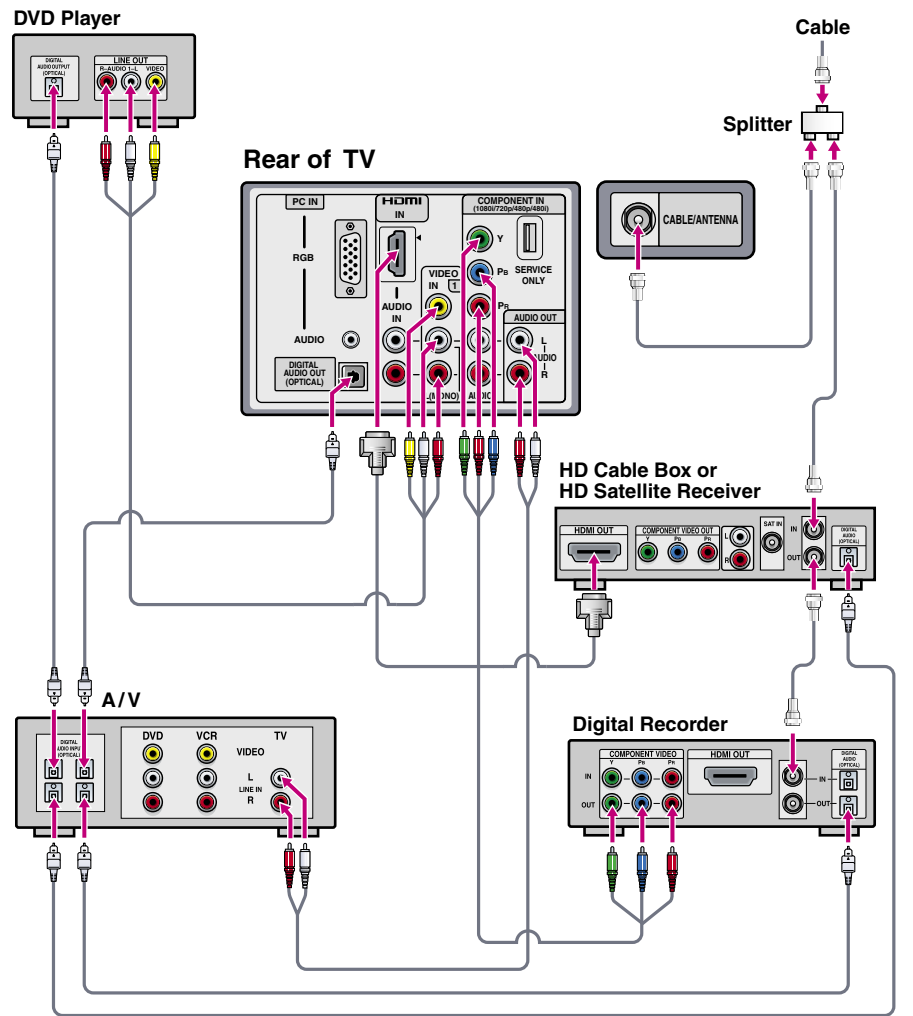 DVD Player
DIGITAL
AUDIO OUTPUT
(OPTICAL)
LINE OUT
R–AUDIO 1–L VIDEO
Cable
Splitter
Rear of TV
PC IN
RGB
AUDIO
DIGITAL
AUDIO OUT
(OPTICAL)
HDMI
IN
AUDIO
IN
VIDEO
IN 1
L(MONO) AUDIO
COMPONENT IN
(1080i/720p/480p/480i)
Y
PB
PR
SERVICE
ONLY
AUDIO OUT
L
AUDIO
R
CABLE/ANTENNA
HD Cable Box or
HD Satellite Receiver
HDMI OUT
COMPONENT VIDEO OUT
Y PB PR
L
R
SAT IN
IN
OUT
DIGITAL
AUDIO
(OPTICAL)
A/V
DIGITAL
AUDIO INPUT
(OPTICAL)
DVD VCR TV
VIDEO
L
LINE IN
R
Digital Recorder
COMPONENT VIDEO
Y PB PR
IN
OUT
HDMI OUT
IN
OUT
DIGITAL
AUDIO
(OPTICAL)